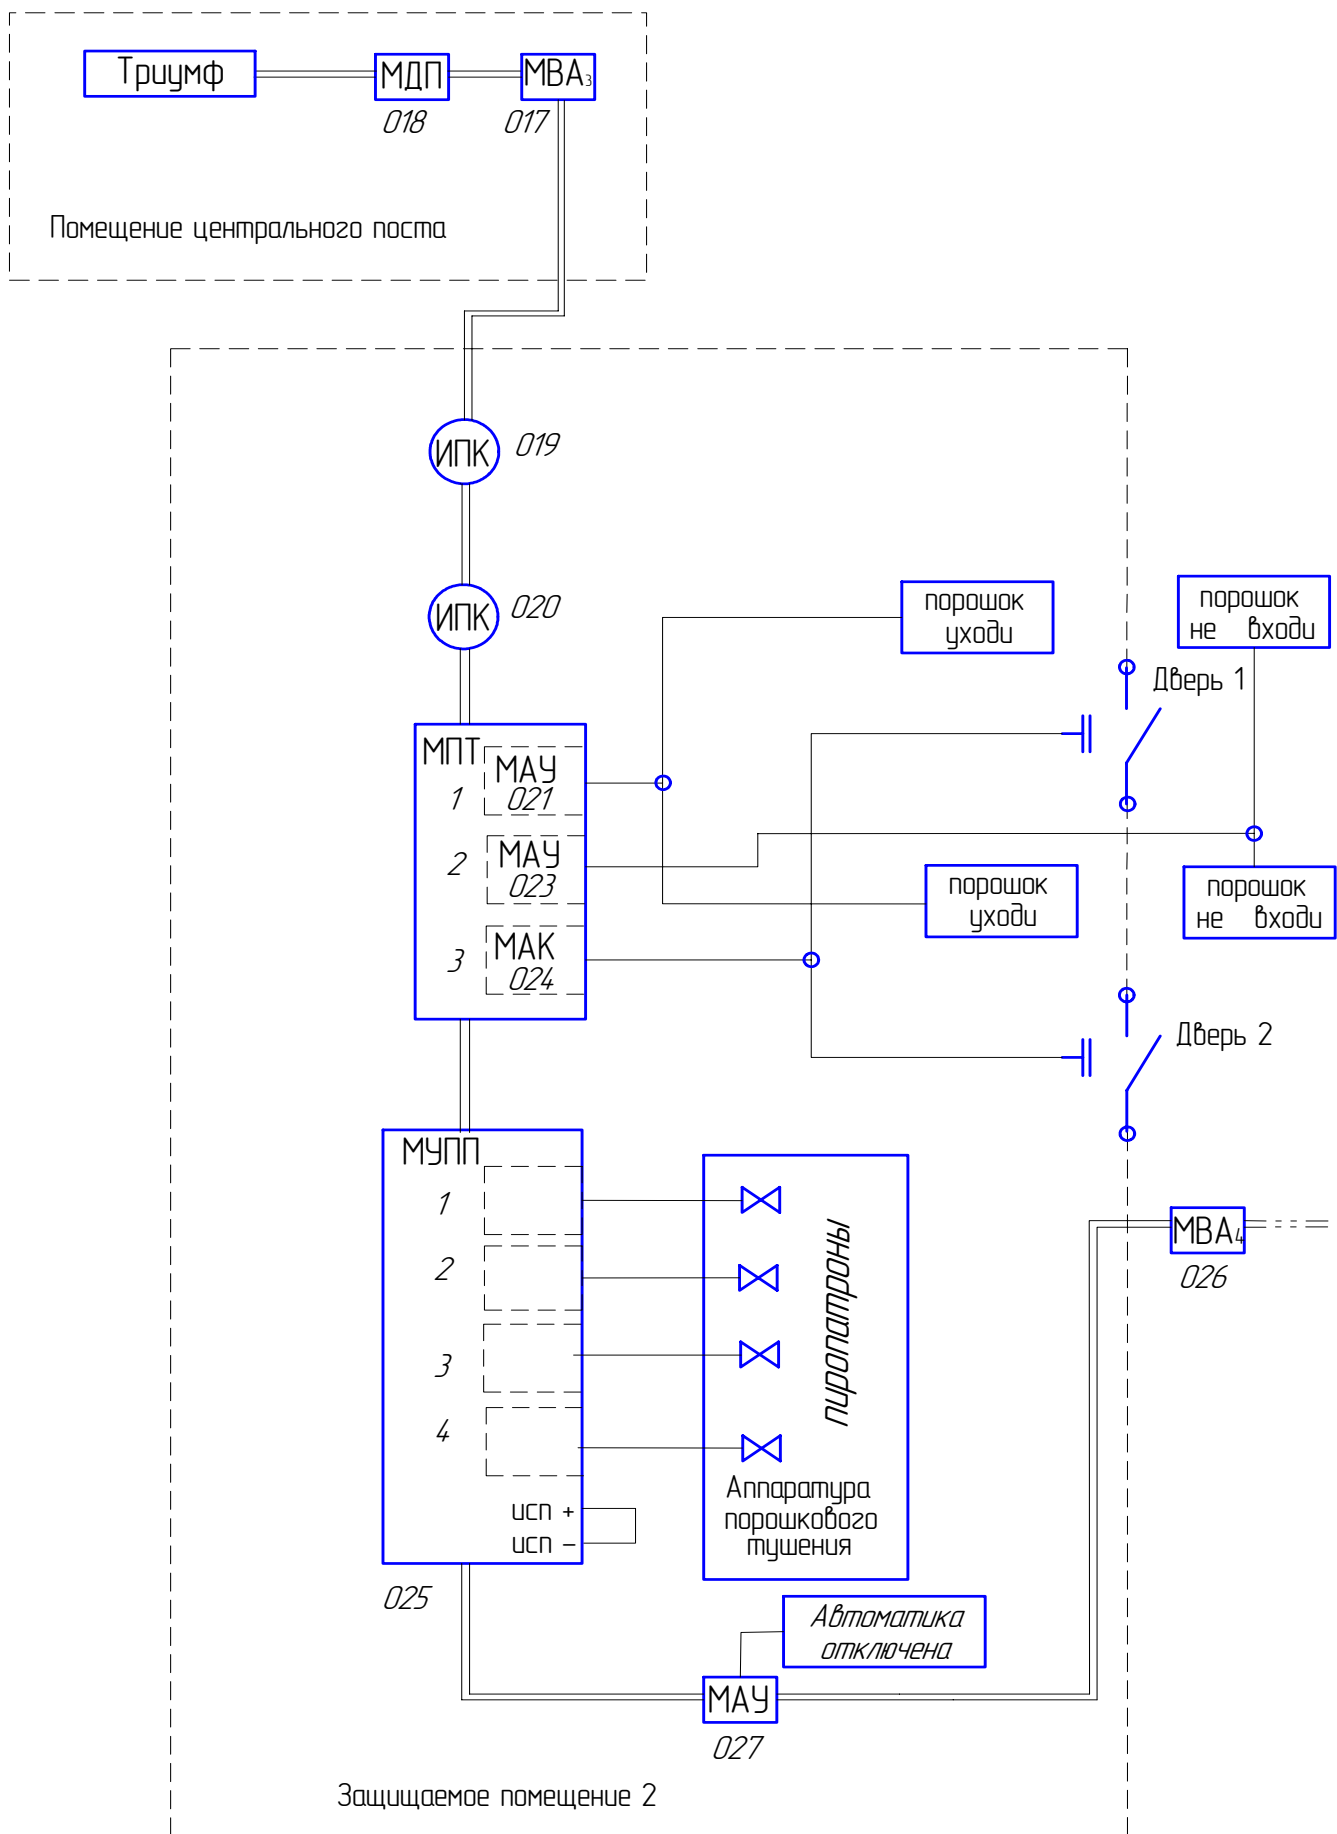 Триумф
МДП
МВА₃
018
017
Помещение центрального поста
ИПК
019
ИПК
020
порошок
уходи
порошок
не входи
Дверь 1
МПТ
1
МАУ
021
2
МАУ
023
порошок
уходи
порошок
не входи
3
МАК
024
Дверь 2
МУПП
1
2
3
4
пиропатроны
МВА₄
026
Аппаратура
порошкового
тушения
исп +
исп –
025
Автоматика
отключена
МАУ
027
Защищаемое помещение 2